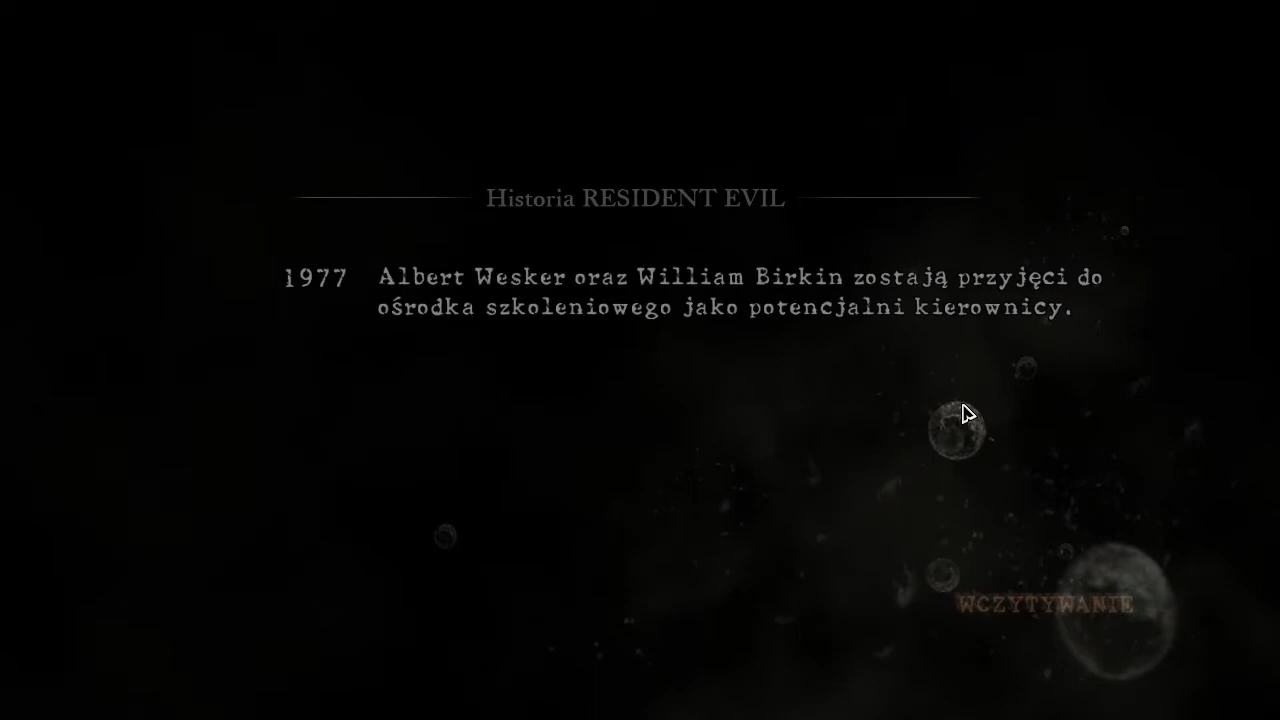 Historia RESIDENT EVIL
1977 Albert Wesker oraz William Birkin zostają przyjęci do
ośrodka szkoleniowego jako potencjalni kierownicy.
WCZYTYWANIE